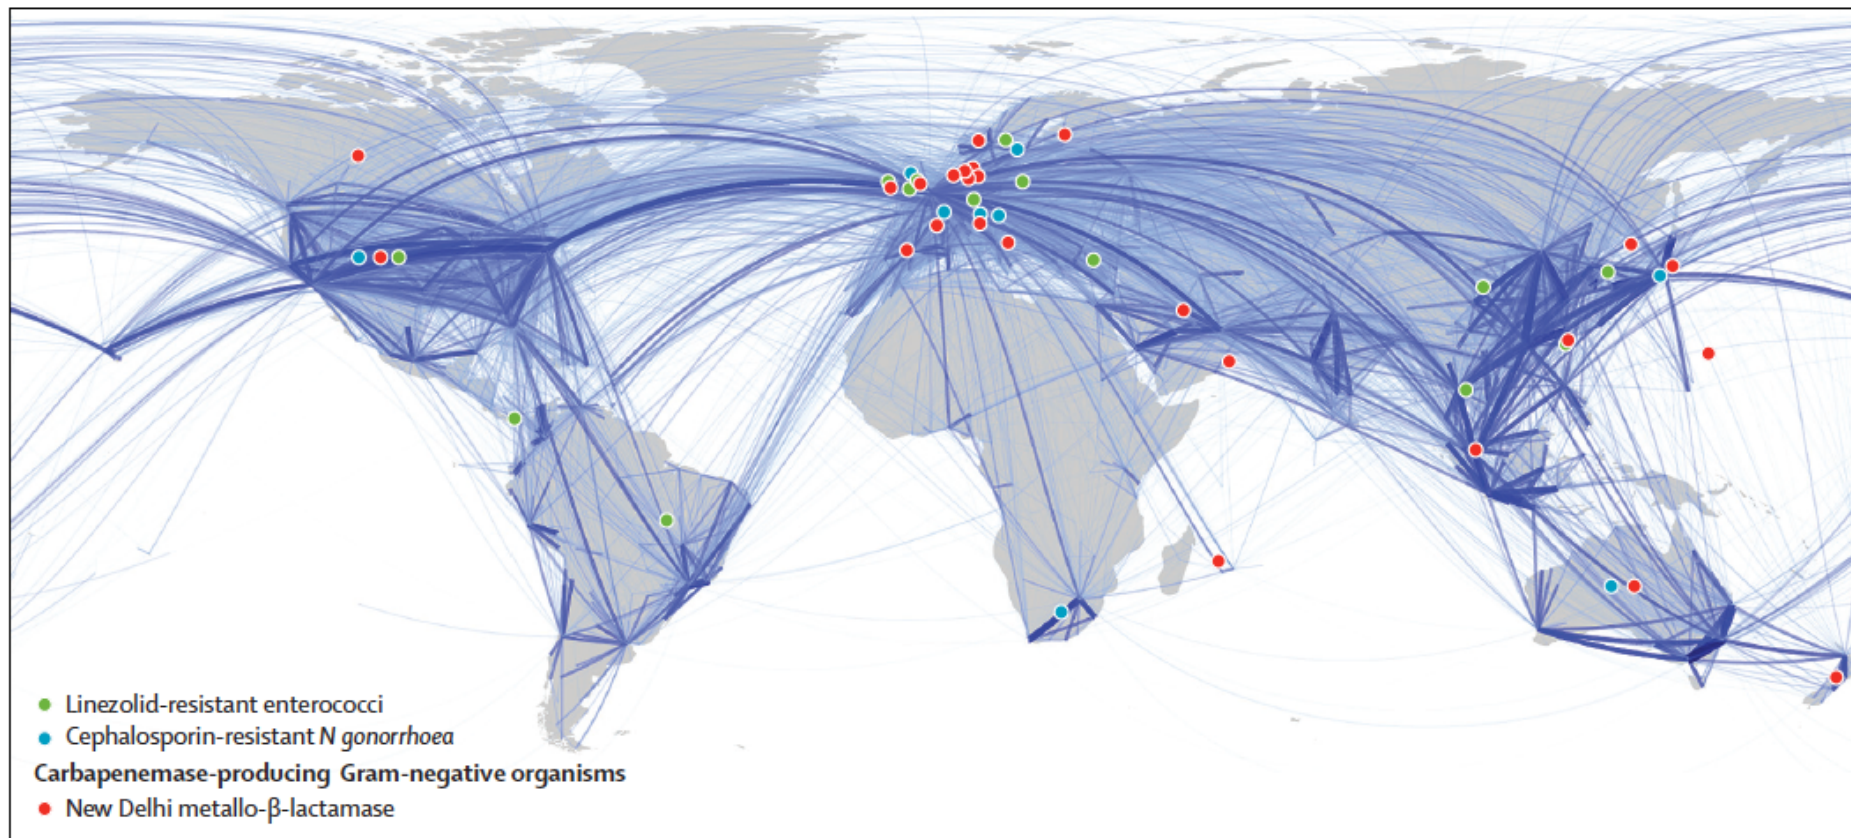 Linezolid-resistant enterococci
Cephalosporin-resistant N gonorrhoea
Carbapenemase-producing Gram-negative organisms
New Delhi metallo-β-lactamase